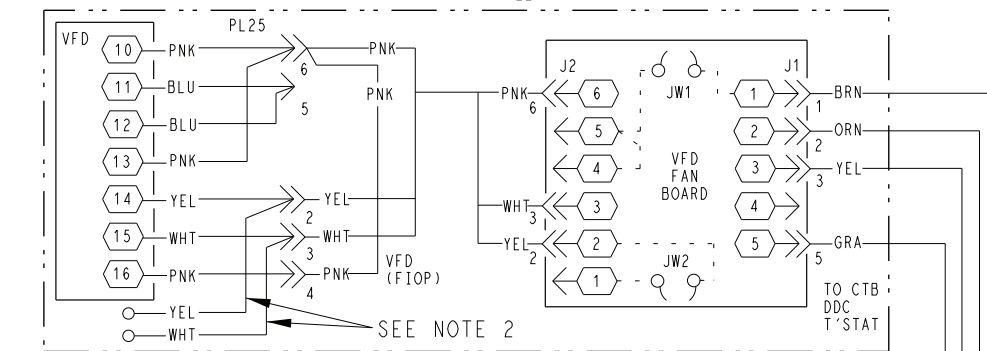 PL25
VFD
10 PNK PNK
6
11 BLU PNK
5
12 BLU
13 PNK
14 YEL YEL
2
15 WHT WHT
3
16 PNK PNK
4
VFD
(FIOP)
YEL
WHT
SEE NOTE 2
J2 J1
JW1
PNK 6 6 1 1 BRN
5 2 2 ORN
4 3 3 YEL
VFD
FAN
BOARD
WHT 3 3 4
YEL 2 2 5 5 GRA
JW2
1
TO CTB
DDC
T'STAT